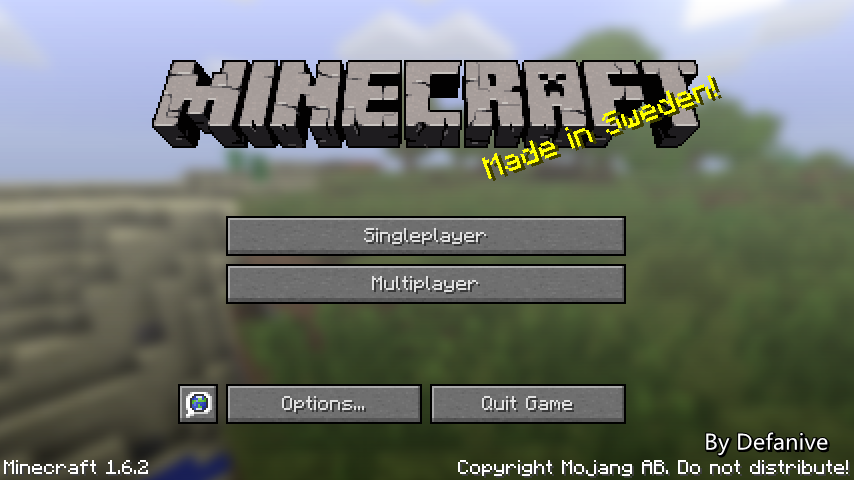 MINECRAFT
Made in Sweden!
Singleplayer
Multiplayer
Options...
Quit Game
By Defanive
Minecraft 1.6.2
Copyright Mojang AB. Do not distribute!